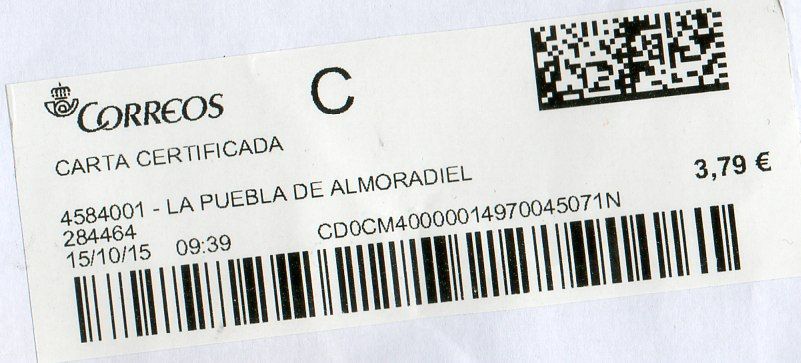 CORREOS
C
CARTA CERTIFICADA
4584001 - LA PUEBLA DE ALMORADIEL
3,79 €
284464
CD0CM40000014970045071N
15/10/15 09:39